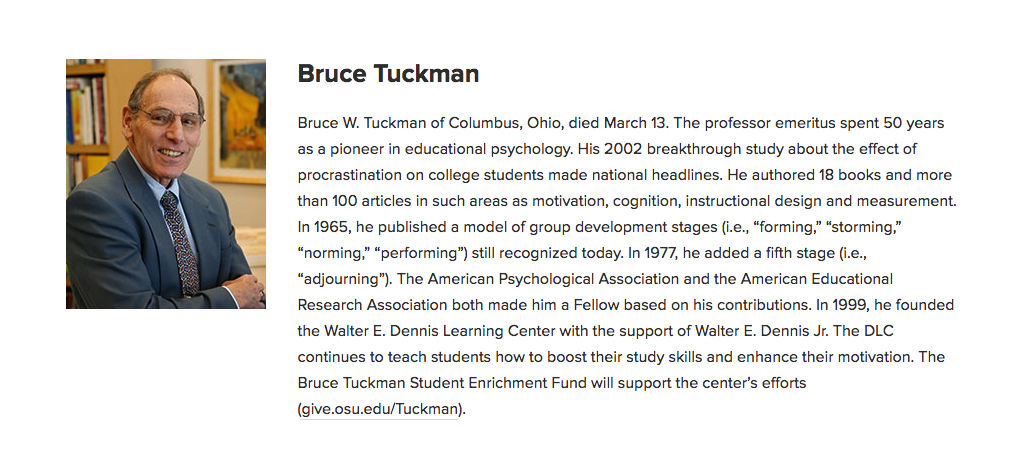 Bruce Tuckman
Bruce W. Tuckman of Columbus, Ohio, died March 13. The professor emeritus spent 50 years
as a pioneer in educational psychology. His 2002 breakthrough study about the effect of
procrastination on college students made national headlines. He authored 18 books and more
than 100 articles in such areas as motivation, cognition, instructional design and measurement.
In 1965, he published a model of group development stages (i.e., “forming,” “storming,”
“norming,” “performing”) still recognized today. In 1977, he added a fifth stage (i.e.,
“adjourning”). The American Psychological Association and the American Educational
Research Association both made him a Fellow based on his contributions. In 1999, he founded
the Walter E. Dennis Learning Center with the support of Walter E. Dennis Jr. The DLC
continues to teach students how to boost their study skills and enhance their motivation. The
Bruce Tuckman Student Enrichment Fund will support the center’s efforts
(give.osu.edu/Tuckman).